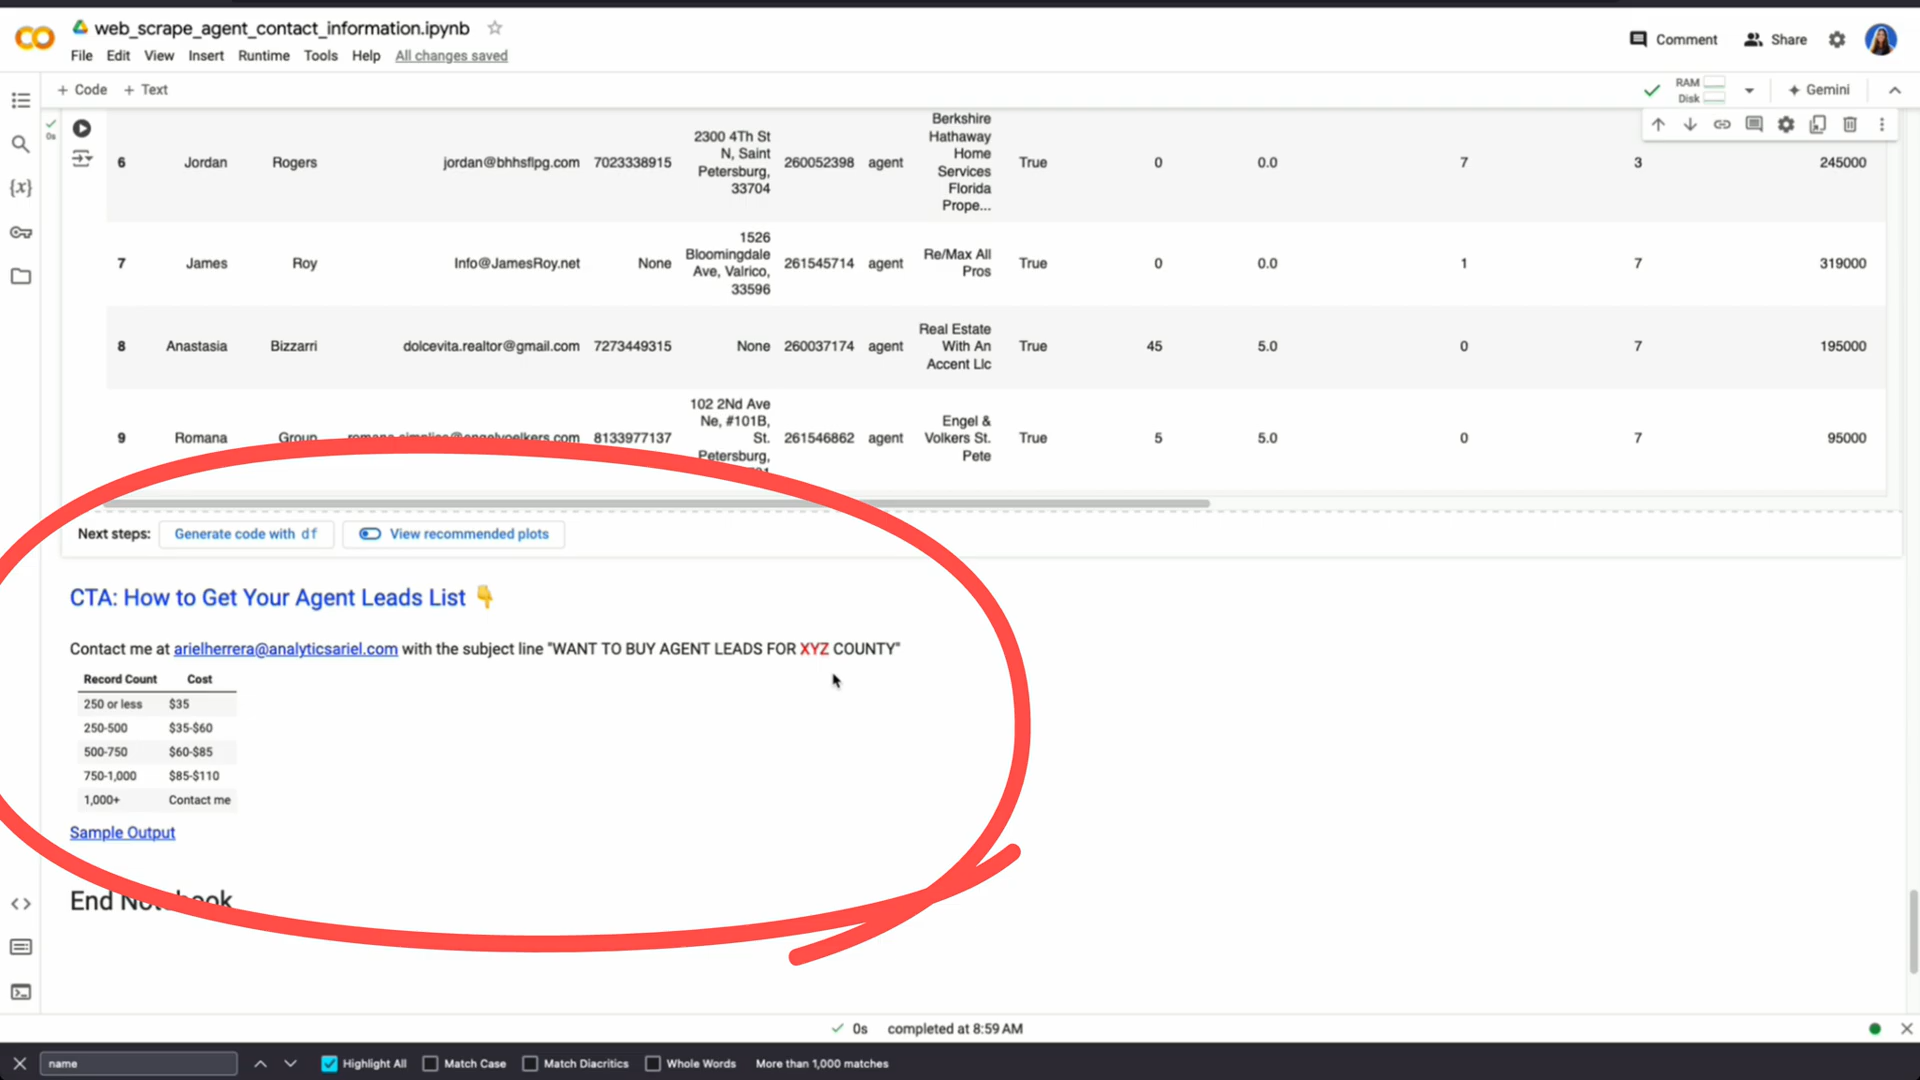 web_scrape_agent_contact_information.ipynb
Comment
Share
File Edit View Insert Runtime Tools Help All changes saved
+ Code + Text
RAM
Disk
Gemini
0s
6 Jordan Rogers jordan@bhhsflpg.com 7023338915 2300 4Th St N, Saint Petersburg, 33704 260052398 agent Berkshire Hathaway Home Services Florida Prope... True 0 0.0 7 3 245000
7 James Roy Info@JamesRoy.net None 1526 Bloomingdale Ave, Valrico, 33596 261545714 agent Re/Max All Pros True 0 0.0 1 7 319000
8 Anastasia Bizzarri dolcevita.realtor@gmail.com 7273449315 None 260037174 agent Real Estate With An Accent Llc True 45 5.0 0 7 195000
9 Romana Group 8133977137 102 2Nd Ave Ne, #101B, St. Petersburg, 261546862 agent Engel & Volkers St. Pete True 5 5.0 0 7 95000
Next steps: Generate code with df View recommended plots
CTA: How to Get Your Agent Leads List 👇
Contact me at arielherrera@analyticsariel.com with the subject line "WANT TO BUY AGENT LEADS FOR XYZ COUNTY"
Record Count Cost
250 or less $35
250-500 $35-$60
500-750 $60-$85
750-1,000 $85-$110
1,000+ Contact me
Sample Output
End Notebook
0s completed at 8:59 AM
name
Highlight All Match Case Match Diacritics Whole Words More than 1,000 matches